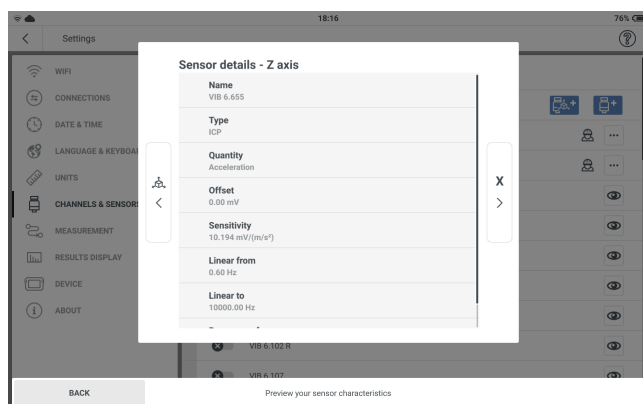 18:16
76%
Settings
WIFI
CONNECTIONS
DATE & TIME
LANGUAGE & KEYBOA
UNITS
CHANNELS & SENSORS
MEASUREMENT
RESULTS DISPLAY
DEVICE
ABOUT
Sensor details - Z axis
Name
VIB 6.655
Type
ICP
Quantity
Acceleration
Offset
0.00 mV
Sensitivity
10.194 mV/(m/s²)
Linear from
0.60 Hz
Linear to
10000.00 Hz
X
VIB 6.102 R
VIB 6.107
BACK
Preview your sensor characteristics